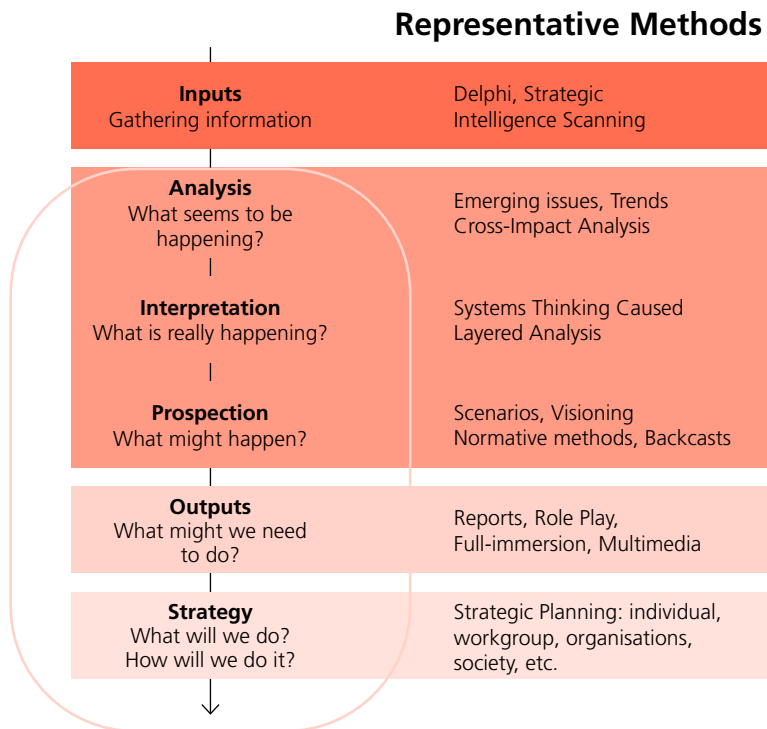 Representative Methods
Inputs
Gathering information
Delphi, Strategic
Intelligence Scanning
Analysis
What seems to be
happening?
Emerging issues, Trends
Cross-Impact Analysis
Interpretation
What is really happening?
Systems Thinking Caused
Layered Analysis
Prospection
What might happen?
Scenarios, Visioning
Normative methods, Backcasts
Outputs
What might we need
to do?
Reports, Role Play,
Full-immersion, Multimedia
Strategy
What will we do?
How will we do it?
Strategic Planning: individual,
workgroup, organisations,
society, etc.